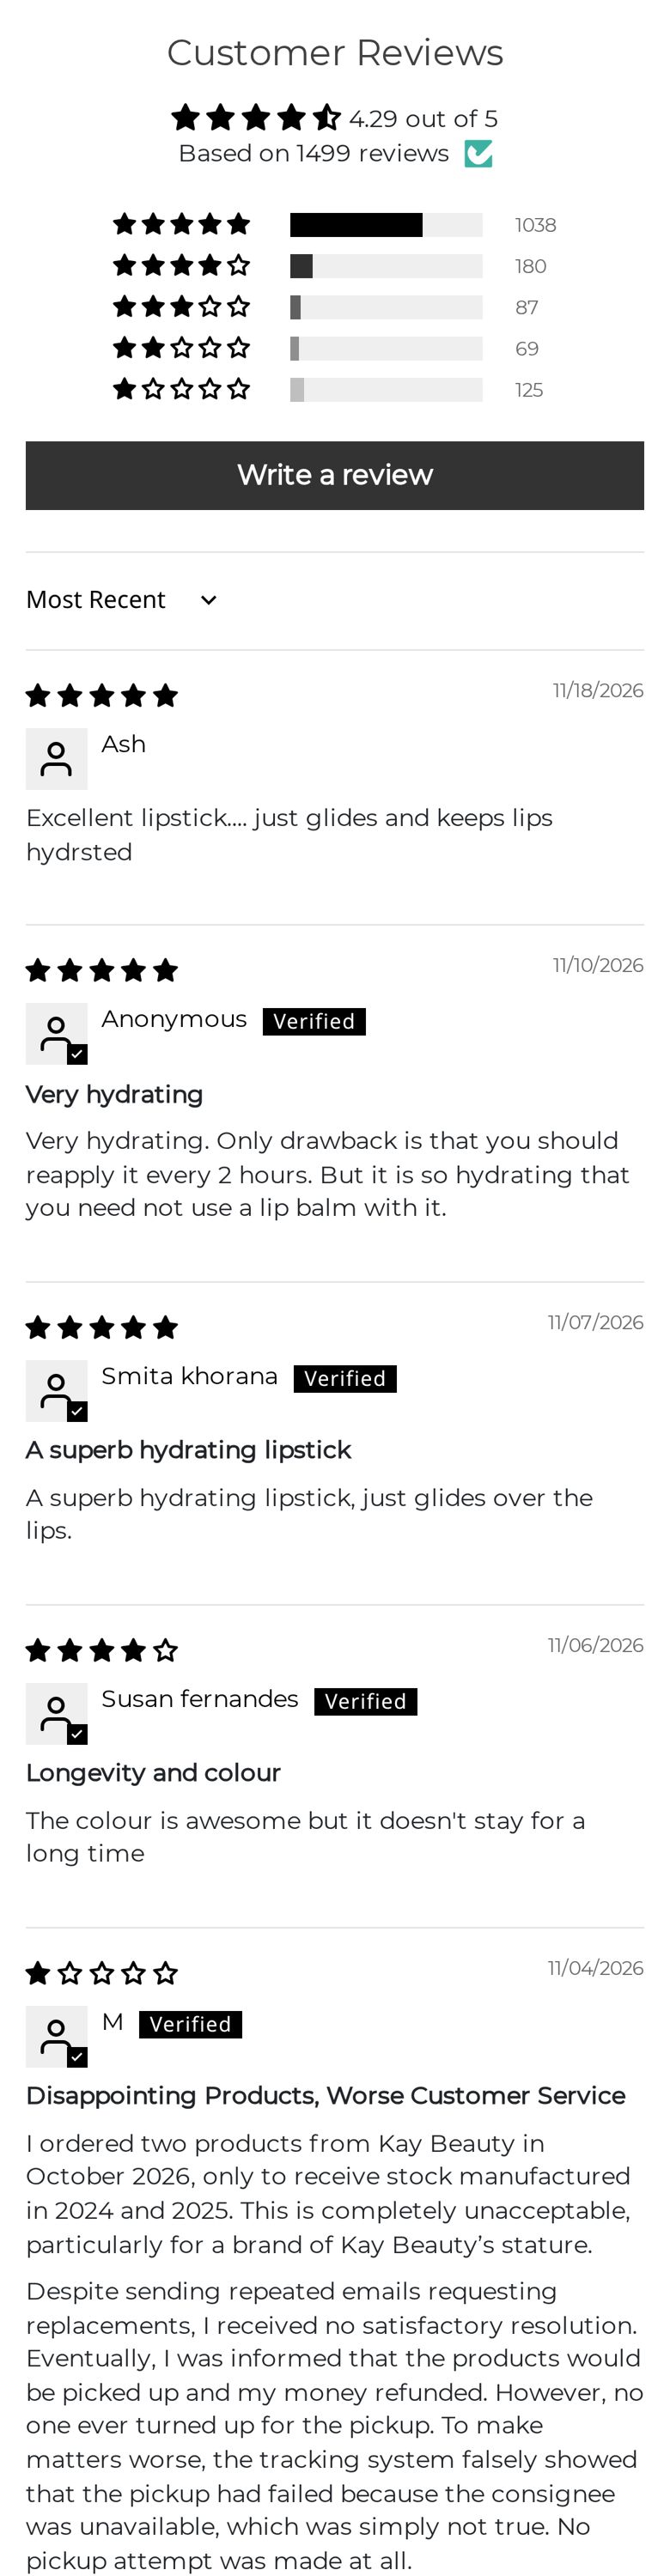 Customer Reviews
4.29 out of 5
Based on 1499 reviews
1038
180
87
69
125
Write a review
Most Recent
11/18/2026
Ash
Excellent lipstick.... just glides and keeps lips
hydrsted
11/10/2026
Anonymous Verified
Very hydrating
Very hydrating. Only drawback is that you should
reapply it every 2 hours. But it is so hydrating that
you need not use a lip balm with it.
11/07/2026
Smita khorana Verified
A superb hydrating lipstick
A superb hydrating lipstick, just glides over the
lips.
11/06/2026
Susan fernandes Verified
Longevity and colour
The colour is awesome but it doesn't stay for a
long time
11/04/2026
M Verified
Disappointing Products, Worse Customer Service
I ordered two products from Kay Beauty in
October 2026, only to receive stock manufactured
in 2024 and 2025. This is completely unacceptable,
particularly for a brand of Kay Beauty’s stature.
Despite sending repeated emails requesting
replacements, I received no satisfactory resolution.
Eventually, I was informed that the products would
be picked up and my money refunded. However, no
one ever turned up for the pickup. To make
matters worse, the tracking system falsely showed
that the pickup had failed because the consignee
was unavailable, which was simply not true. No
pickup attempt was made at all.